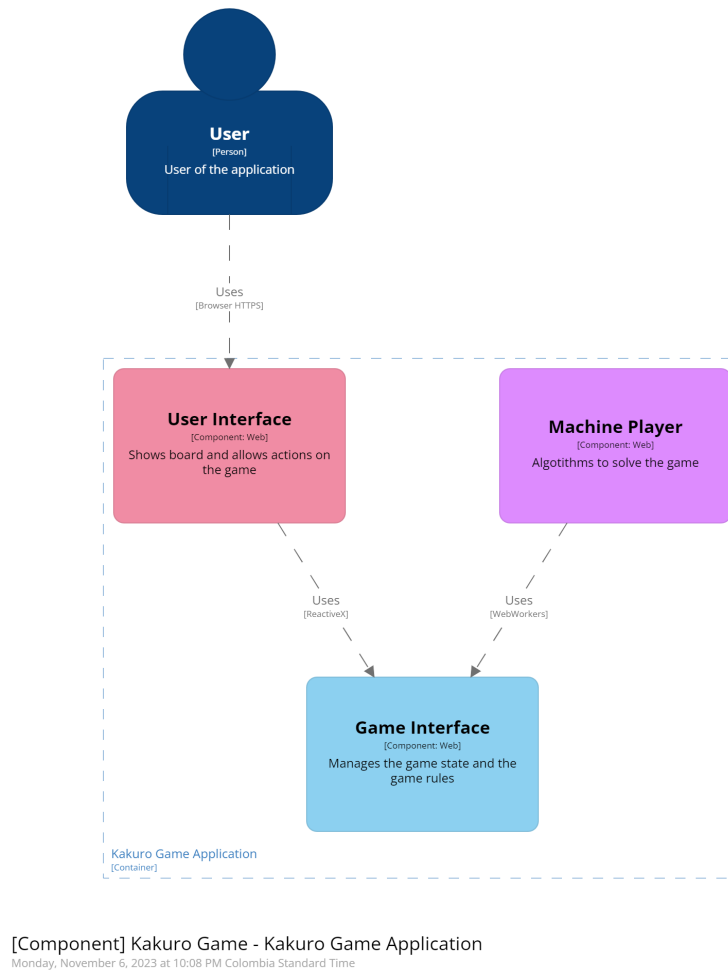 User
[Person]
User of the application
Uses
[Browser HTTPS]
User Interface
[Component: Web]
Shows board and allows actions on
the game
Machine Player
[Component: Web]
Algotithms to solve the game
Uses
[ReactiveX]
Uses
[WebWorkers]
Game Interface
[Component: Web]
Manages the game state and the
game rules
Kakuro Game Application
[Container]
[Component] Kakuro Game - Kakuro Game Application
Monday, November 6, 2023 at 10:08 PM Colombia Standard Time